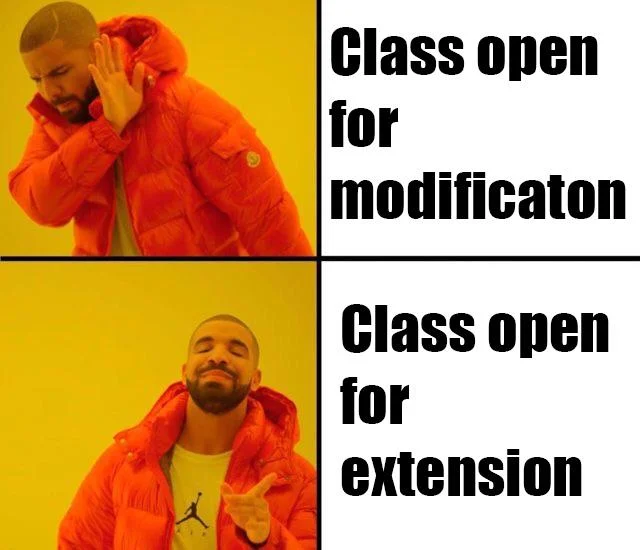 Class open
for
modificaton
Class open
for
extension